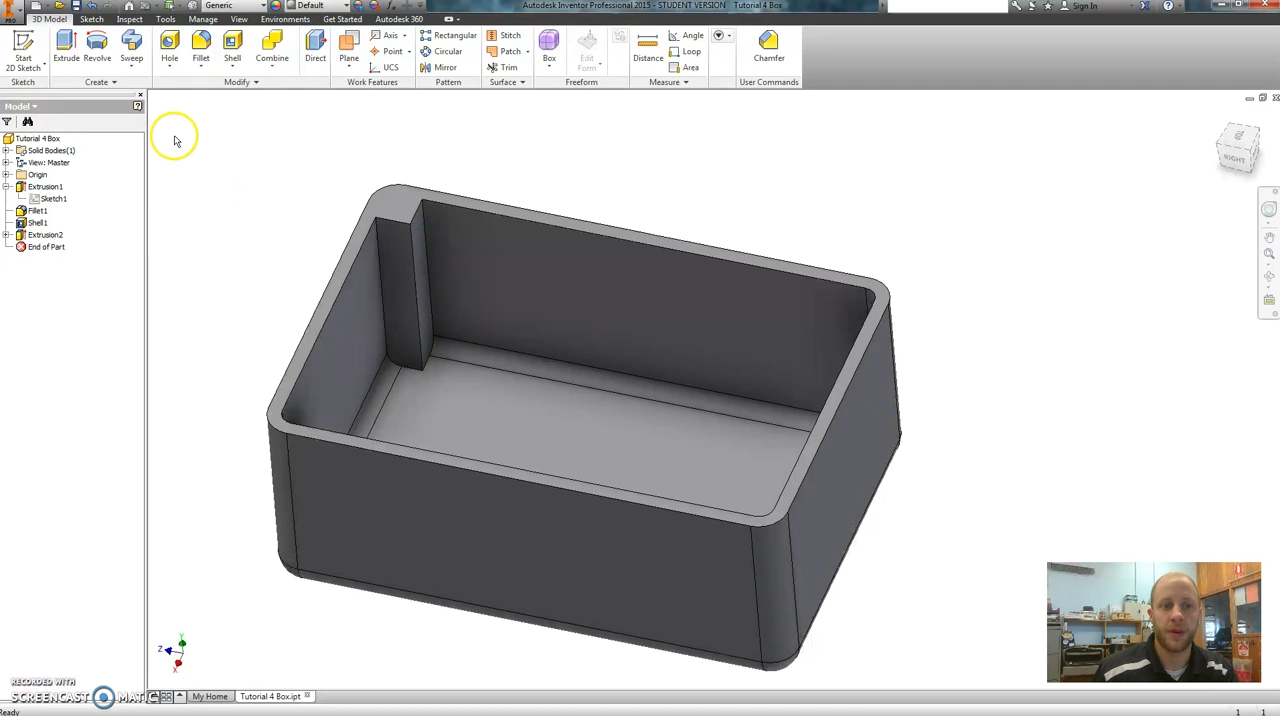 Generic
Default
Autodesk Inventor Professional 2015 - STUDENT VERSION Tutorial 4 Box
Sign In
PRO
3D Model Sketch Inspect Tools Manage View Environments Get Started Autodesk 360
Start
2D Sketch
Extrude Revolve Sweep
Hole Fillet Shell Combine
Direct
Plane
Axis
Point
UCS
Rectangular
Circular
Mirror
Stitch
Patch
Trim
Box
Edit
Form
Distance
Angle
Loop
Area
Chamfer
Sketch Create Modify Work Features Pattern Surface Freeform Measure User Commands
Model
Tutorial 4 Box
Solid Bodies(1)
View: Master
Origin
Extrusion1
Sketch1
Fillet1
Shell1
Extrusion2
End of Part
RIGHT
Y
Z
X
RECORDED WITH
SCREENCAST MATIC
My Home Tutorial 4 Box.ipt
Ready
1 1